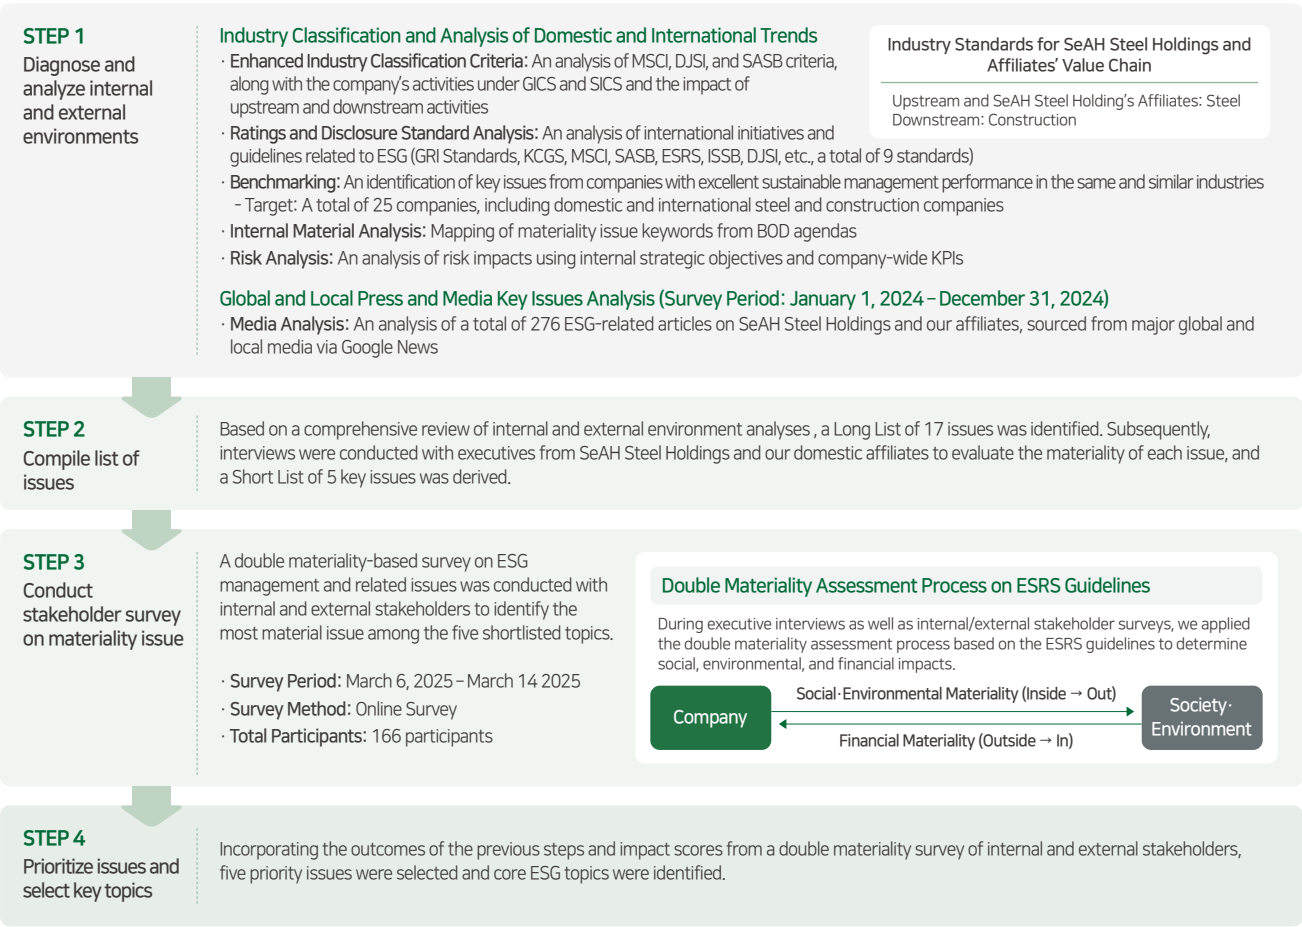 STEP 1
Diagnose and
analyze internal
and external
environments
Industry Classification and Analysis of Domestic and International Trends
· Enhanced Industry Classification Criteria: An analysis of MSCI, DJSI, and SASB criteria,
along with the company's activities under GICS and SICS and the impact of
upstream and downstream activities
· Ratings and Disclosure Standard Analysis: An analysis of international initiatives and
guidelines related to ESG (GRI Standards, KCGS, MSCI, SASB, ESRS, ISSB, DJSI, etc., a total of 9 standards)
· Benchmarking: An identification of key issues from companies with excellent sustainable management performance in the same and similar industries
- Target: A total of 25 companies, including domestic and international steel and construction companies
· Internal Material Analysis: Mapping of materiality issue keywords from BOD agendas
· Risk Analysis: An analysis of risk impacts using internal strategic objectives and company-wide KPIs
Industry Standards for SeAH Steel Holdings and
Affiliates' Value Chain
Upstream and SeAH Steel Holding's Affiliates: Steel
Downstream: Construction
Global and Local Press and Media Key Issues Analysis (Survey Period: January 1, 2024 – December 31, 2024)
· Media Analysis: An analysis of a total of 276 ESG-related articles on SeAH Steel Holdings and our affiliates, sourced from major global and
local media via Google News
STEP 2
Compile list of
issues
Based on a comprehensive review of internal and external environment analyses , a Long List of 17 issues was identified. Subsequently,
interviews were conducted with executives from SeAH Steel Holdings and our domestic affiliates to evaluate the materiality of each issue, and
a Short List of 5 key issues was derived.
STEP 3
Conduct
stakeholder survey
on materiality issue
A double materiality-based survey on ESG
management and related issues was conducted with
internal and external stakeholders to identify the
most material issue among the five shortlisted topics.
· Survey Period: March 6, 2025 – March 14 2025
· Survey Method: Online Survey
· Total Participants: 166 participants
Double Materiality Assessment Process on ESRS Guidelines
During executive interviews as well as internal/external stakeholder surveys, we applied
the double materiality assessment process based on the ESRS guidelines to determine
social, environmental, and financial impacts.
Company
Social·Environmental Materiality (Inside → Out)
Financial Materiality (Outside → In)
Society·
Environment
STEP 4
Prioritize issues and
select key topics
Incorporating the outcomes of the previous steps and impact scores from a double materiality survey of internal and external stakeholders,
five priority issues were selected and core ESG topics were identified.